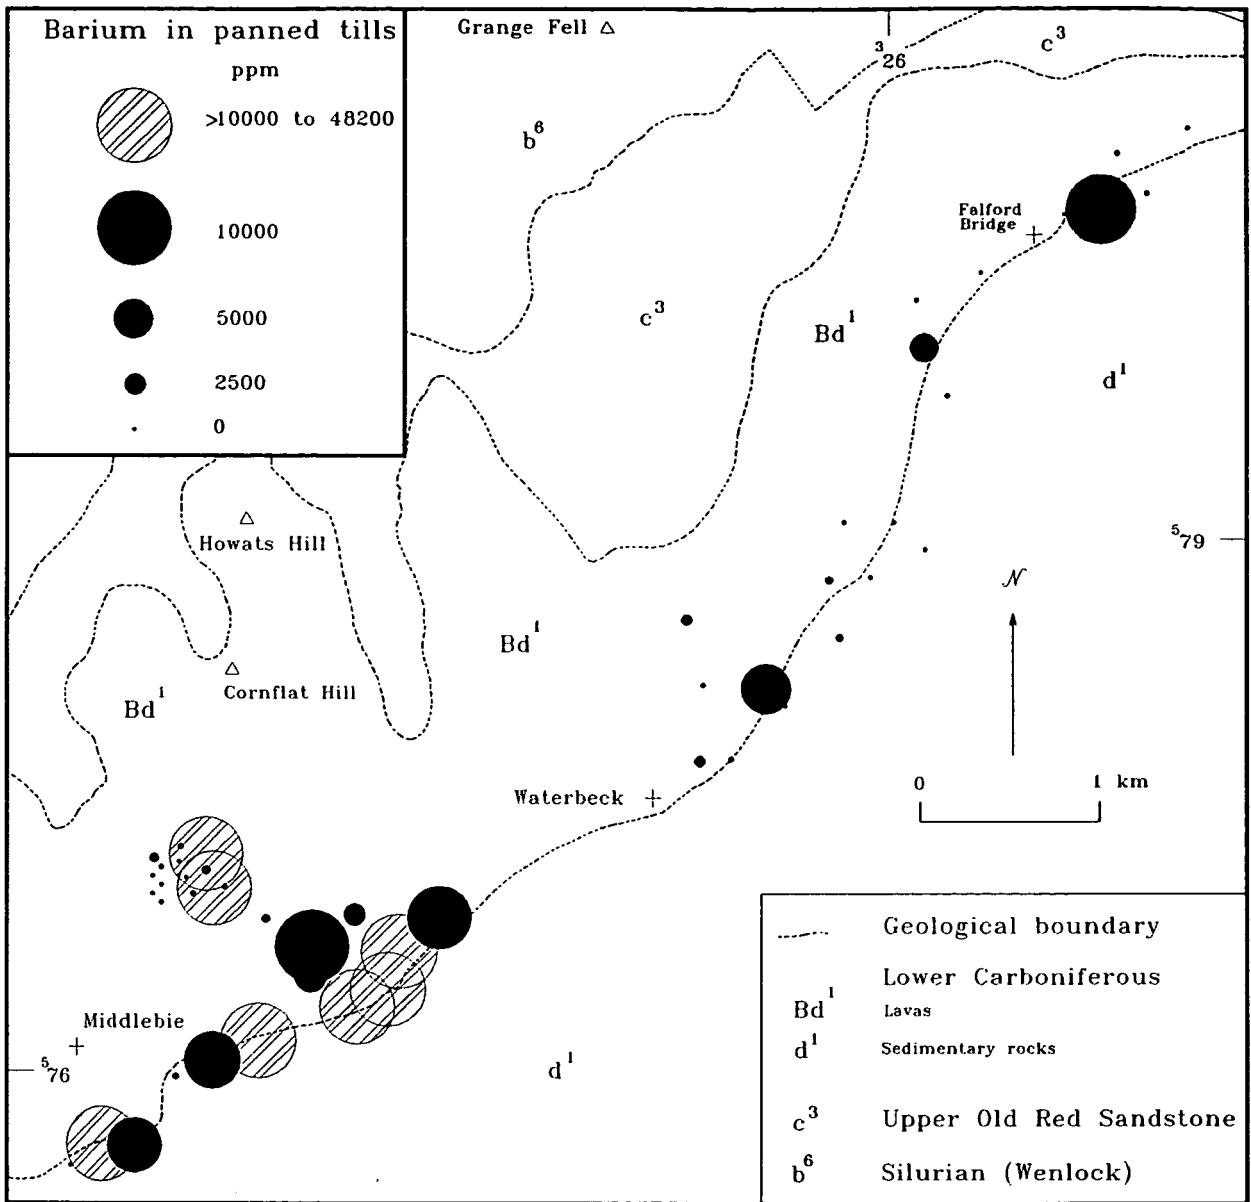 Barium in panned tills
ppm
>10000 to 48200
10000
5000
2500
0
Grange Fell
³26
c³
b⁶
Falford
Bridge
c³
Bd¹
d¹
Howats Hill
⁵79
N
Bd¹
Cornflat Hill
Bd¹
0 1 km
Waterbeck
Middlebie
⁵76
d¹
Geological boundary
Lower Carboniferous
Bd¹ Lavas
d¹ Sedimentary rocks
c³ Upper Old Red Sandstone
b⁶ Silurian (Wenlock)